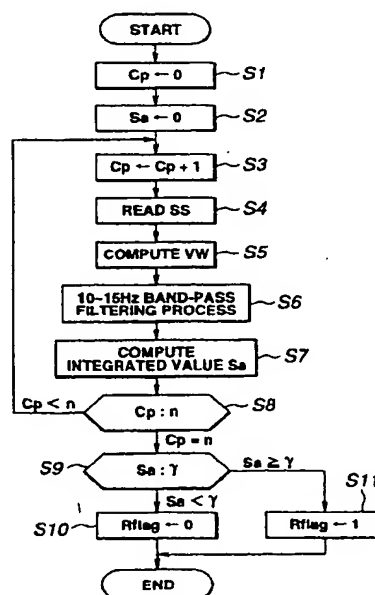 START
Cp ← 0 S1
Sa ← 0 S2
Cp ← Cp + 1 S3
READ SS S4
COMPUTE VW S5
10~15Hz BAND-PASS
FILTERING PROCESS S6
COMPUTE
INTEGRATED VALUE Sa S7
Cp < n Cp : n S8
Cp = n
S9 Sa : γ Sa ≥ γ
Sa < γ S11
S10 Rflag ← 0 Rflag ← 1
END